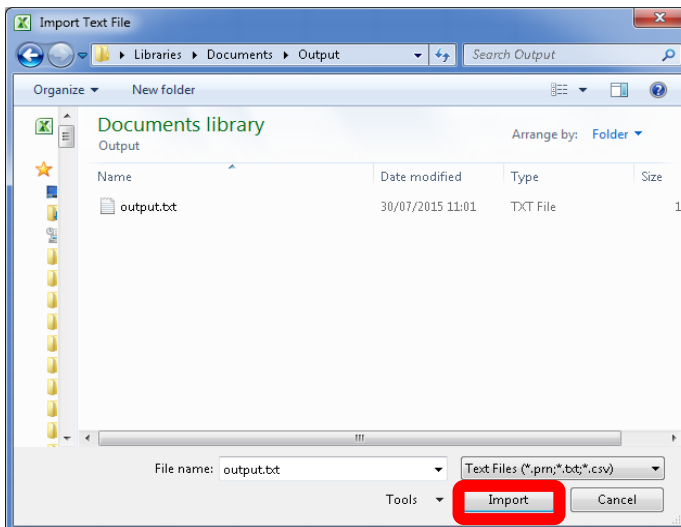 Import Text File
Libraries Documents Output Search Output
Organize New folder
Documents library
Output
Arrange by: Folder
Name Date modified Type Size
output.txt 30/07/2015 11:01 TXT File 1
File name: output.txt Text Files (*.prn;*.txt;*.csv)
Tools Import Cancel